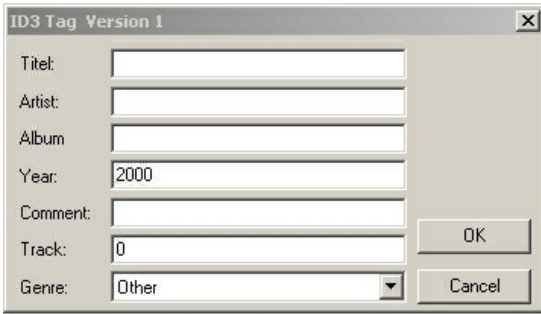 ID3 Tag Version 1
Titel:
Artist:
Album
Year: 2000
Comment:
Track: 0
OK
Genre: Other
Cancel